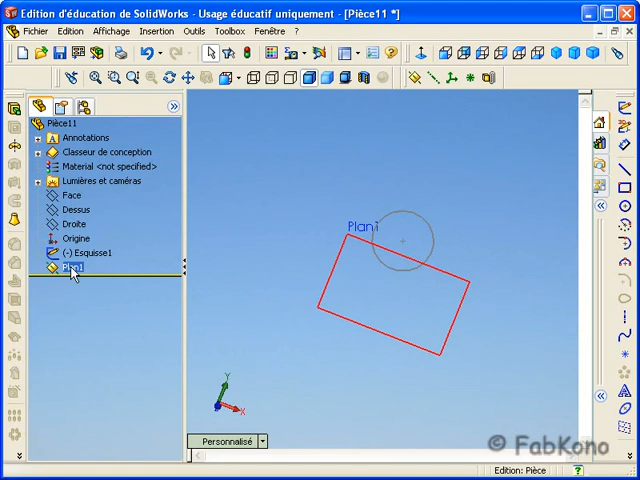 Edition d'éducation de SolidWorks - Usage éducatif uniquement - [Pièce11 *]
Fichier Edition Affichage Insertion Outils Toolbox Fenêtre ?
Pièce11
Annotations
Classeur de conception
Material <not specified>
Lumières et caméras
Face
Dessus
Droite
Origine
(-) Esquisse1
Plan1
Plan1
Y
X
Personnalisé
© FabKono
Edition: Pièce